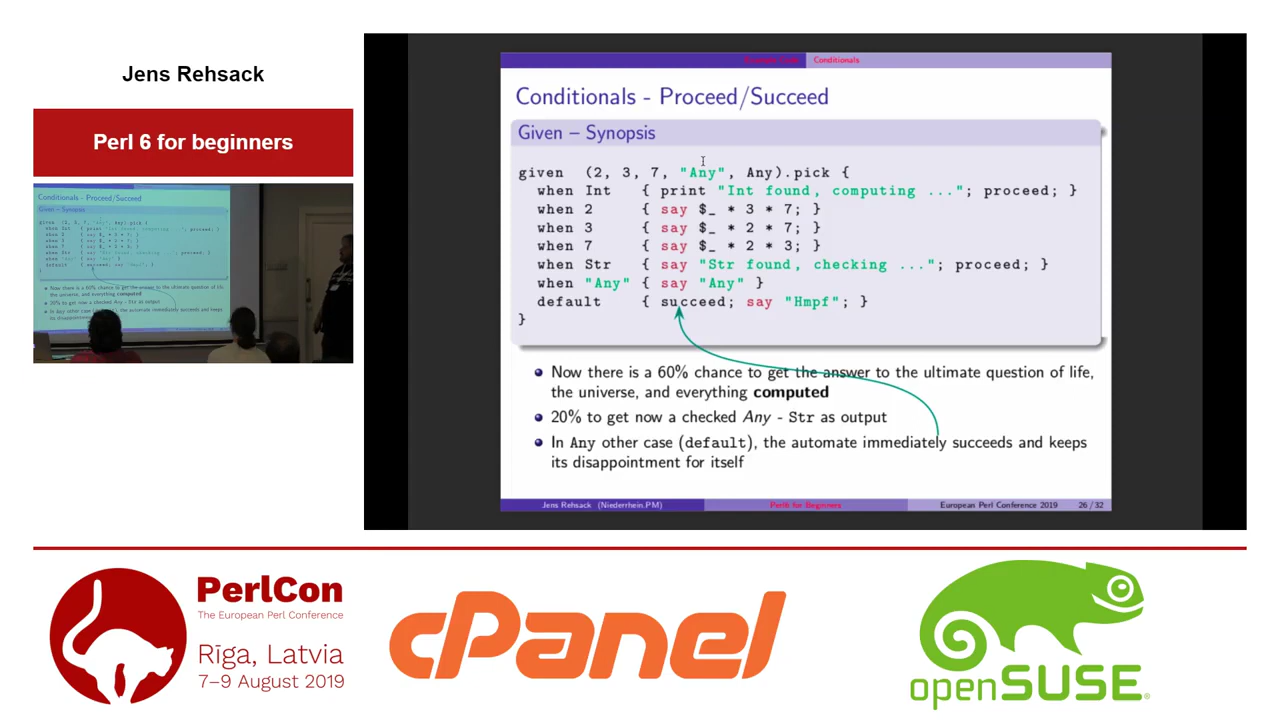 Jens Rehsack
Perl 6 for beginners
Conditionals
Conditionals - Proceed/Succeed
Given – Synopsis
given (2, 3, 7, "Any", Any).pick {
when Int { print "Int found, computing ..."; proceed; }
when 2 { say $_ * 3 * 7; }
when 3 { say $_ * 2 * 7; }
when 7 { say $_ * 2 * 3; }
when Str { say "Str found, checking ..."; proceed; }
when "Any" { say "Any" }
default { succeed; say "Hmpf"; }
}
Now there is a 60% chance to get the answer to the ultimate question of life,
the universe, and everything computed
20% to get now a checked Any - Str as output
In Any other case (default), the automate immediately succeeds and keeps
its disappointment for itself
Jens Rehsack (Niederrhein.PM) Perl6 for Beginners European Perl Conference 2019 26 / 32
PerlCon
The European Perl Conference
Rīga, Latvia
7–9 August 2019
cPanel
openSUSE